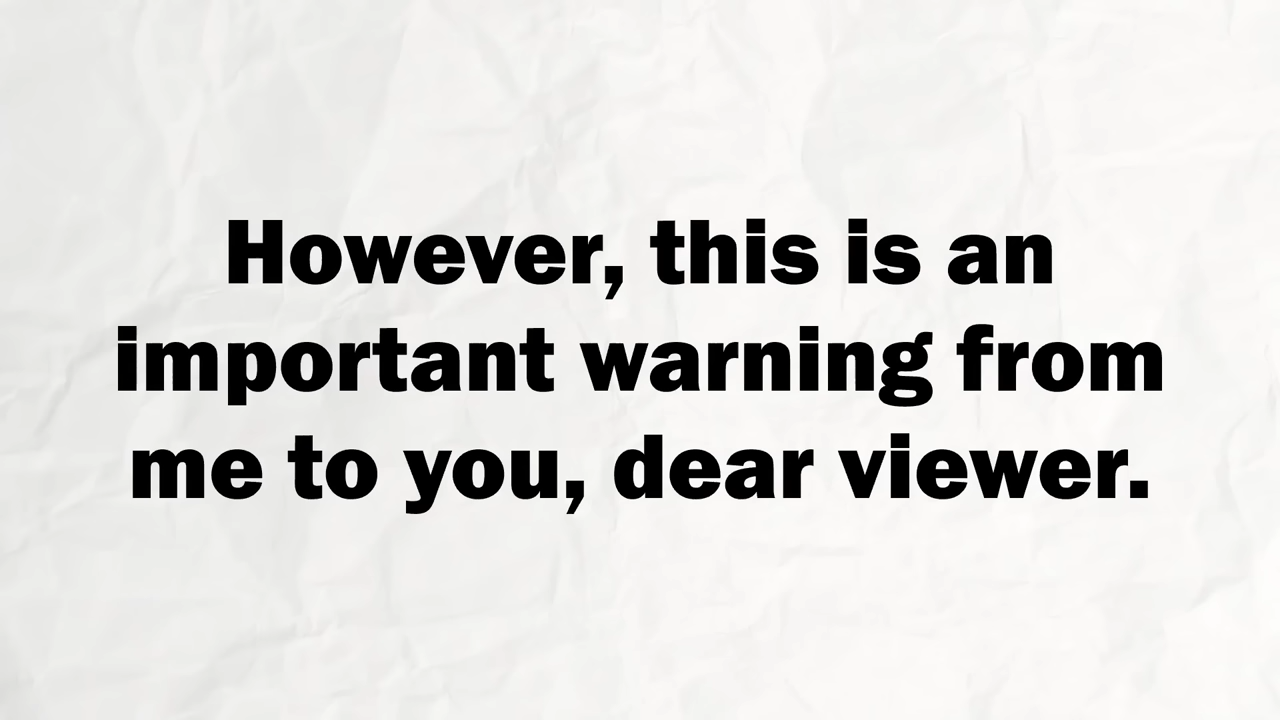 However, this is an
important warning from
me to you, dear viewer.